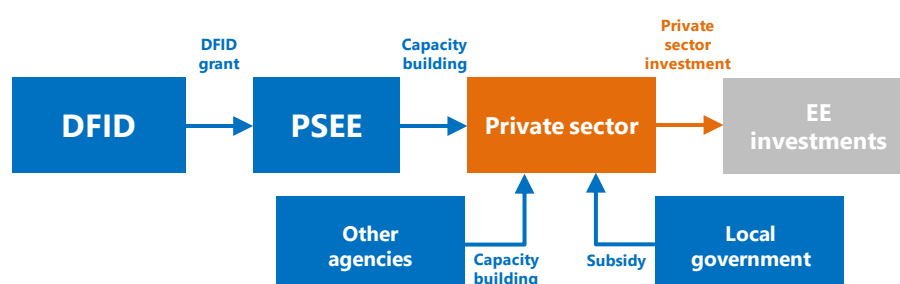 DFID
grant
Capacity
building
Private
sector
investment
DFID
PSEE
Private sector
EE
investments
Other
agencies
Capacity
building
Subsidy
Local
government